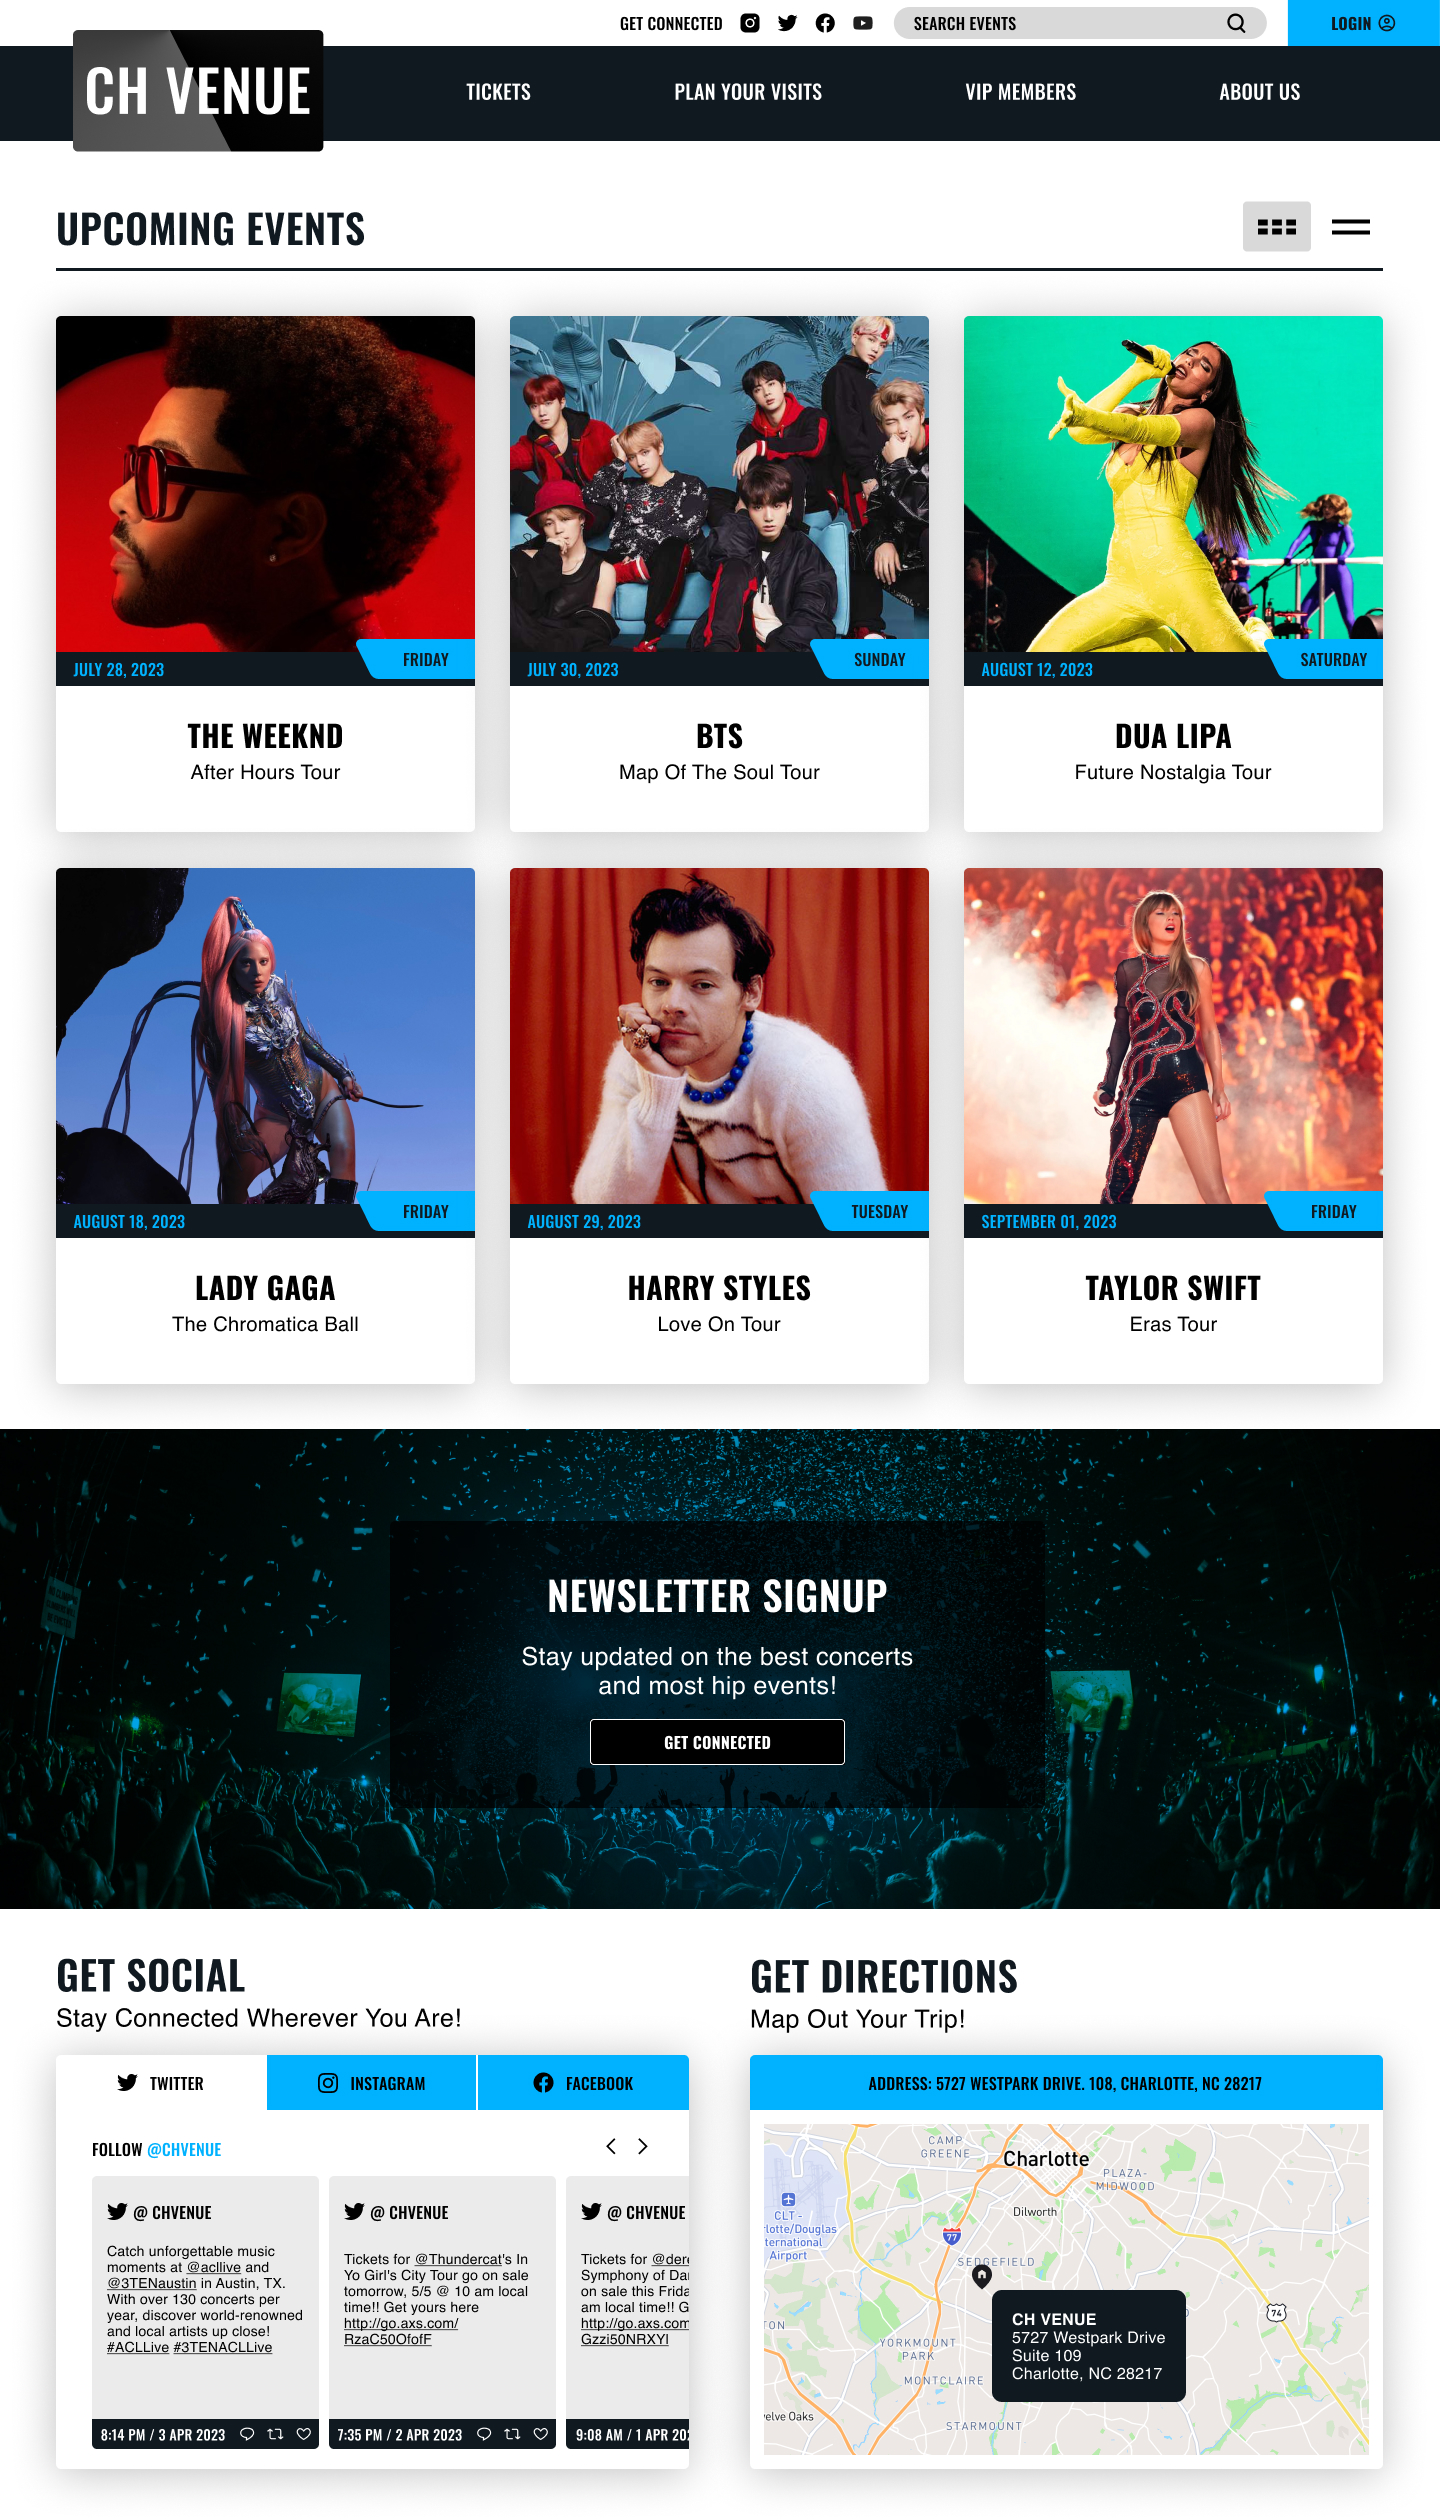 GET CONNECTED
SEARCH EVENTS
LOGIN
CH VENUE
TICKETS
PLAN YOUR VISITS
VIP MEMBERS
ABOUT US
UPCOMING EVENTS
JULY 28, 2023
FRIDAY
THE WEEKND
After Hours Tour
JULY 30, 2023
SUNDAY
BTS
Map Of The Soul Tour
AUGUST 12, 2023
SATURDAY
DUA LIPA
Future Nostalgia Tour
AUGUST 18, 2023
FRIDAY
LADY GAGA
The Chromatica Ball
AUGUST 29, 2023
TUESDAY
HARRY STYLES
Love On Tour
SEPTEMBER 01, 2023
FRIDAY
TAYLOR SWIFT
Eras Tour
NEWSLETTER SIGNUP
Stay updated on the best concerts
and most hip events!
GET CONNECTED
GET SOCIAL
Stay Connected Wherever You Are!
TWITTER
INSTAGRAM
FACEBOOK
FOLLOW @CHVENUE
@ CHVENUE
Catch unforgettable music
moments at @acllive and
@3TENaustin in Austin, TX.
With over 130 concerts per
year, discover world-renowned
and local artists up close!
#ACLLive #3TENACLLive
8:14 PM / 3 APR 2023
@ CHVENUE
Tickets for @Thundercat's In
Yo Girl's City Tour go on sale
tomorrow, 5/5 @ 10 am local
time!! Get yours here
http://go.axs.com/
RzaC50OfofF
7:35 PM / 2 APR 2023
@ CHVENUE
Tickets for @dere
Symphony of Da
on sale this Frida
am local time!! G
http://go.axs.com
Gzzi50NRXYl
9:08 AM / 1 APR 202
GET DIRECTIONS
Map Out Your Trip!
ADDRESS: 5727 WESTPARK DRIVE. 108, CHARLOTTE, NC 28217
CAMP
GREENE
Charlotte
PLAZA-
MIDWOOD
CLT -
lotte/Douglas
ternational
Airport
Dilworth
77
SEDGEFIELD
74
TON
YORKMOUNT
PARK
MONTCLAIRE
D
CH VENUE
5727 Westpark Drive
Suite 109
Charlotte, NC 28217
velve Oaks
STARMOUNT